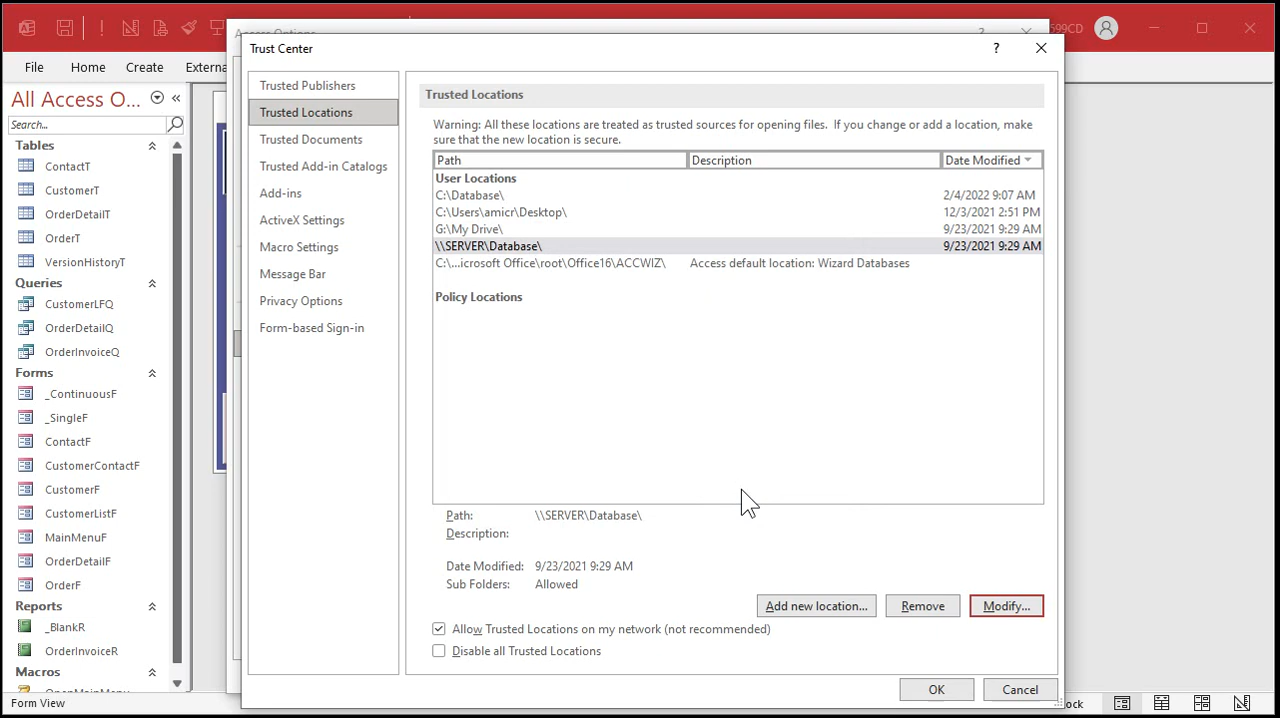 Access Options
599CD
Trust Center
?
File
Home
Create
Externa
All Access O...
Search...
Tables
ContactT
CustomerT
OrderDetailT
OrderT
VersionHistoryT
Queries
CustomerLFQ
OrderDetailQ
OrderInvoiceQ
Forms
_ContinuousF
_SingleF
ContactF
CustomerContactF
CustomerF
CustomerListF
MainMenuF
OrderDetailF
OrderF
Reports
_BlankR
OrderInvoiceR
Macros
OpenMainMenu
Form View
Trusted Publishers
Trusted Locations
Trusted Documents
Trusted Add-in Catalogs
Add-ins
ActiveX Settings
Macro Settings
Message Bar
Privacy Options
Form-based Sign-in
Trusted Locations
Warning: All these locations are treated as trusted sources for opening files. If you change or add a location, make
sure that the new location is secure.
Path Description Date Modified
User Locations
C:\Database\ 2/4/2022 9:07 AM
C:\Users\amicr\Desktop\ 12/3/2021 2:51 PM
G:\My Drive\ 9/23/2021 9:29 AM
\\SERVER\Database\ 9/23/2021 9:29 AM
C:\...icrosoft Office\root\Office16\ACCWIZ\ Access default location: Wizard Databases
Policy Locations
Path: \\SERVER\Database\
Description:
Date Modified: 9/23/2021 9:29 AM
Sub Folders: Allowed
Add new location... Remove Modify...
Allow Trusted Locations on my network (not recommended)
Disable all Trusted Locations
OK Cancel
ock